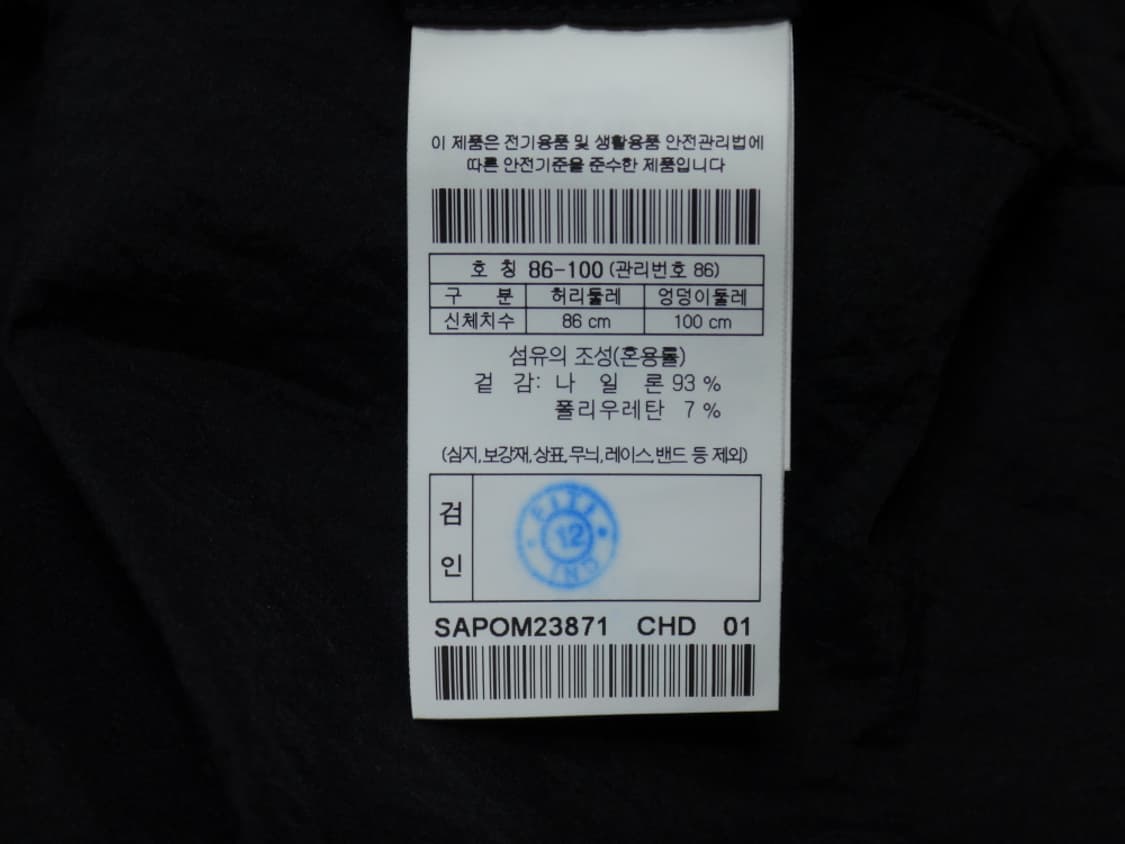 이 제품은 전기용품 및 생활용품 안전관리법에
따른 안전기준을 준수한 제품입니다
호 칭 86-100 (관리번호 86)
구 분 허리둘레 엉덩이둘레
신체치수 86 cm 100 cm
섬유의 조성(혼용률)
겉 감: 나 일 론 93 %
폴리우레탄 7 %
(심지,보강재,상표,무늬,레이스,밴드 등 제외)
검
인
FITI
12
IND
SAPOM23871 CHD 01